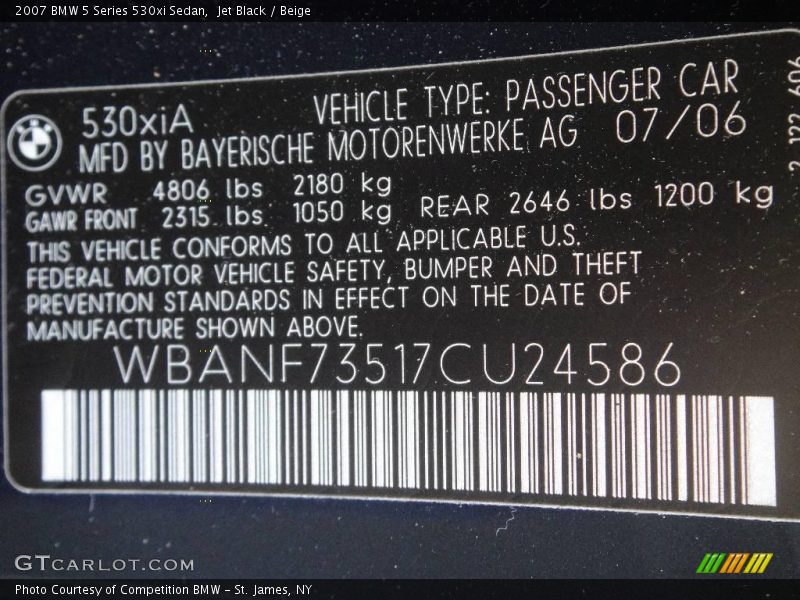 2007 BMW 5 Series 530xi Sedan,  Jet Black / Beige
530xiA VEHICLE TYPE: PASSENGER CAR
MFD BY BAYERISCHE MOTORENWERKE AG 07/06
GVWR 4806 lbs 2180 kg
GAWR FRONT 2315 lbs 1050 kg REAR 2646 lbs 1200 kg
THIS VEHICLE CONFORMS TO ALL APPLICABLE U.S.
FEDERAL MOTOR VEHICLE SAFETY, BUMPER AND THEFT
PREVENTION STANDARDS IN EFFECT ON THE DATE OF
MANUFACTURE SHOWN ABOVE.
WBANF73517CU24586
2 122 606
GTCARLOT.COM
Photo Courtesy of Competition BMW – St. James, NY